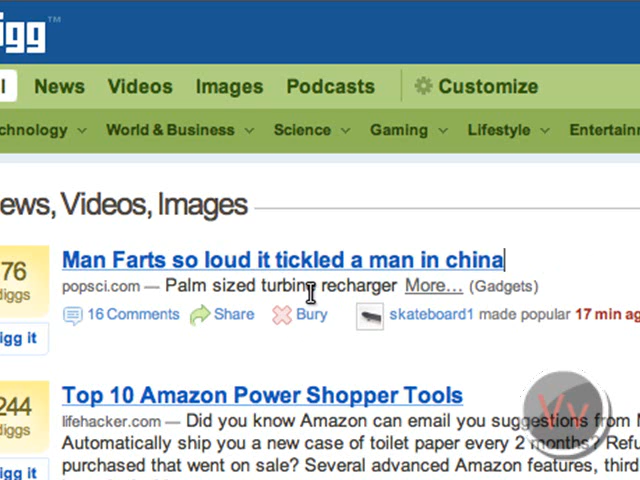 igg™
l News Videos Images Podcasts Customize
chnology World & Business Science Gaming Lifestyle Entertain
ews, Videos, Images
76
diggs
Man Farts so loud it tickled a man in china
popsci.com — Palm sized turbine recharger More... (Gadgets)
16 Comments Share Bury skateboard1 made popular 17 min ag
igg it
244
diggs
Top 10 Amazon Power Shopper Tools
lifehacker.com — Did you know Amazon can email you suggestions from M
Automatically ship you a new case of toilet paper every 2 months? Refu
purchased that went on sale? Several advanced Amazon features, third
igg it
Vv